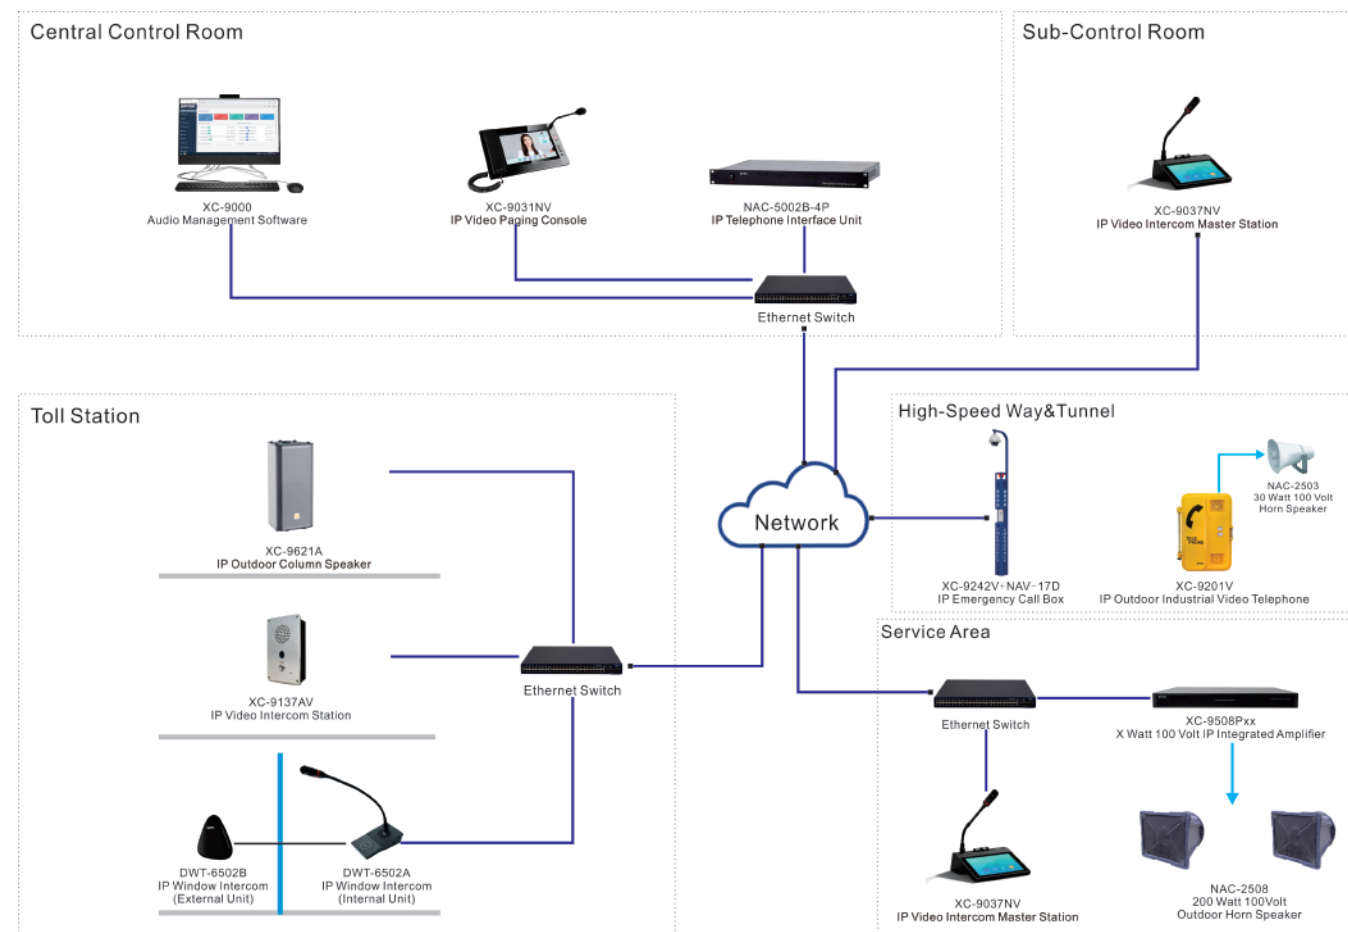 Central Control Room
XC-9000
Audio Management Software
XC-9031NV
IP Video Paging Console
NAC-5002B-4P
IP Telephone Interface Unit
Ethernet Switch
Sub-Control Room
XC-9037NV
IP Video Intercom Master Station
Toll Station
XC-9621A
IP Outdoor Column Speaker
XC-9137AV
IP Video Intercom Station
Ethernet Switch
DWT-6502B
IP Window Intercom
(External Unit)
DWT-6502A
IP Window Intercom
(Internal Unit)
Network
High-Speed Way&Tunnel
XC-9242V+NAV-17D
IP Emergency Call Box
NAC-2503
30 Watt 100 Volt
Horn Speaker
TELE
PHONE
XC-9201V
IP Outdoor Industrial Video Telephone
Service Area
Ethernet Switch
XC-9508Pxx
X Watt 100 Volt IP Integrated Amplifier
XC-9037NV
IP Video Intercom Master Station
NAC-2508
200 Watt 100Volt
Outdoor Horn Speaker